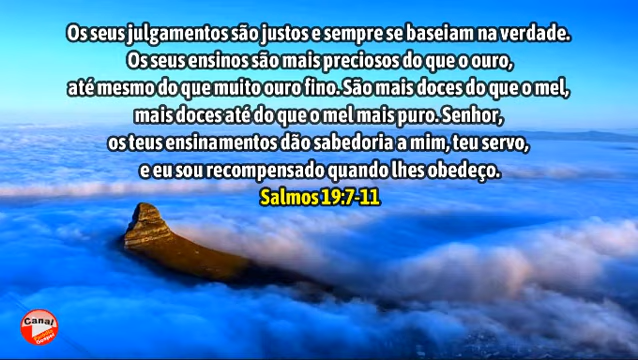 Os seus julgamentos são justos e sempre se baseiam na verdade.
Os seus ensinos são mais preciosos do que o ouro,
até mesmo do que muito ouro fino. São mais doces do que o mel,
mais doces até do que o mel mais puro. Senhor,
os teus ensinamentos dão sabedoria a mim, teu servo,
e eu sou recompensado quando lhes obedeço.
Salmos 19:7-11
Canal